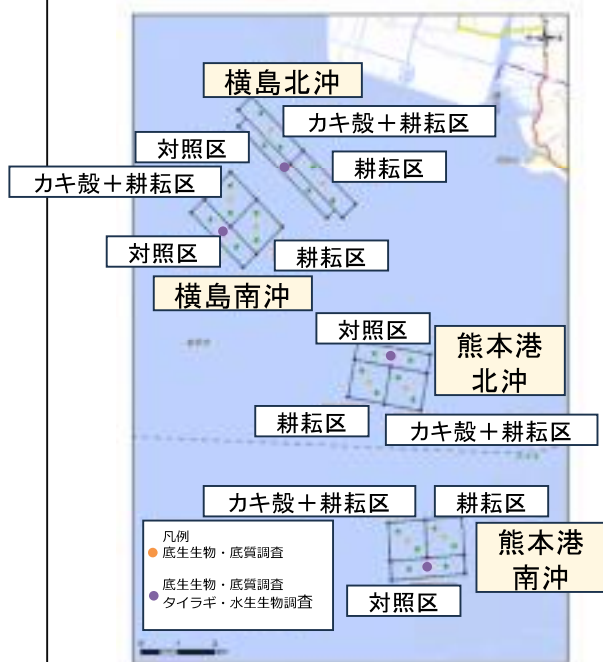 横島北沖
カキ殻＋耕耘区
対照区
耕耘区
カキ殻＋耕耘区
対照区
耕耘区
横島南沖
対照区
熊本港
北沖
耕耘区
カキ殻＋耕耘区
カキ殻＋耕耘区
耕耘区
熊本港
南沖
対照区
凡例
底生生物・底質調査
底生生物・底質調査
タイラギ・水生生物調査